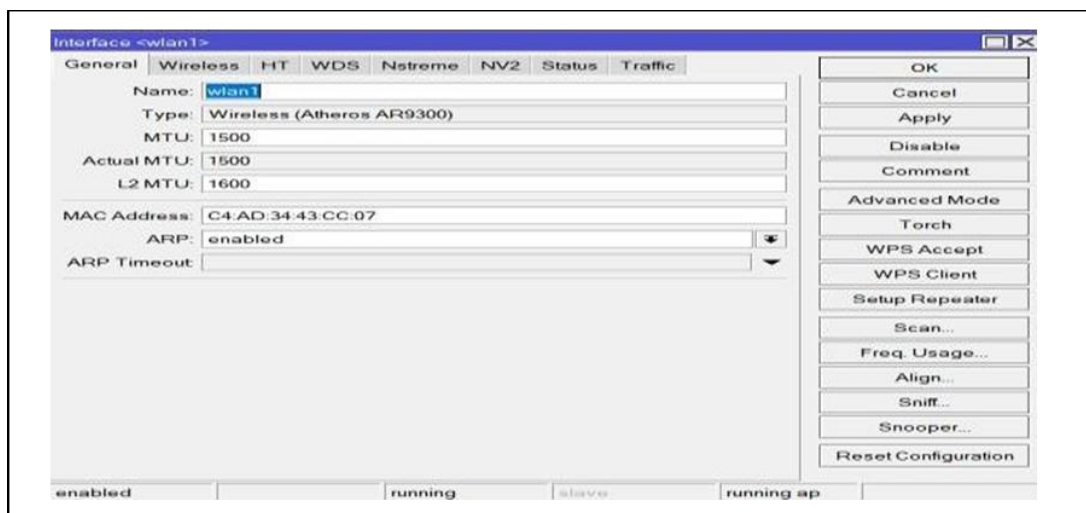 Interface <wlan1>
General Wireless HT WDS Nstreme NV2 Status Traffic
Name: wlan1
Type: Wireless (Atheros AR9300)
MTU: 1500
Actual MTU: 1500
L2 MTU: 1600
MAC Address: C4:AD:34:43:CC:07
ARP: enabled
ARP Timeout:
OK
Cancel
Apply
Disable
Comment
Advanced Mode
Torch
WPS Accept
WPS Client
Setup Repeater
Scan...
Freq. Usage...
Align...
Sniff...
Snooper...
Reset Configuration
enabled running slave running ap